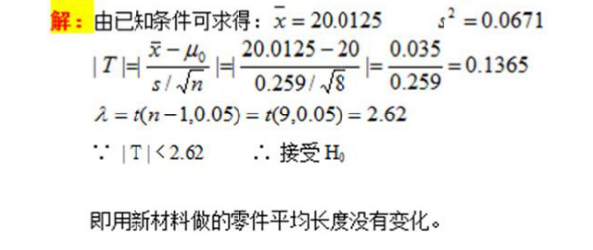 解：由已知条件可求得：x̄ = 20.0125 s² = 0.0671
| T |=| (x̄ − μ₀) / (s / √n) |=| (20.0125 − 20) / (0.259 / √8) |= 0.035 / 0.259 = 0.1365
λ = t(n−1,0.05) = t(9,0.05) = 2.62
∵ | T | < 2.62 ∴ 接受 H₀
即用新材料做的零件平均长度没有变化。